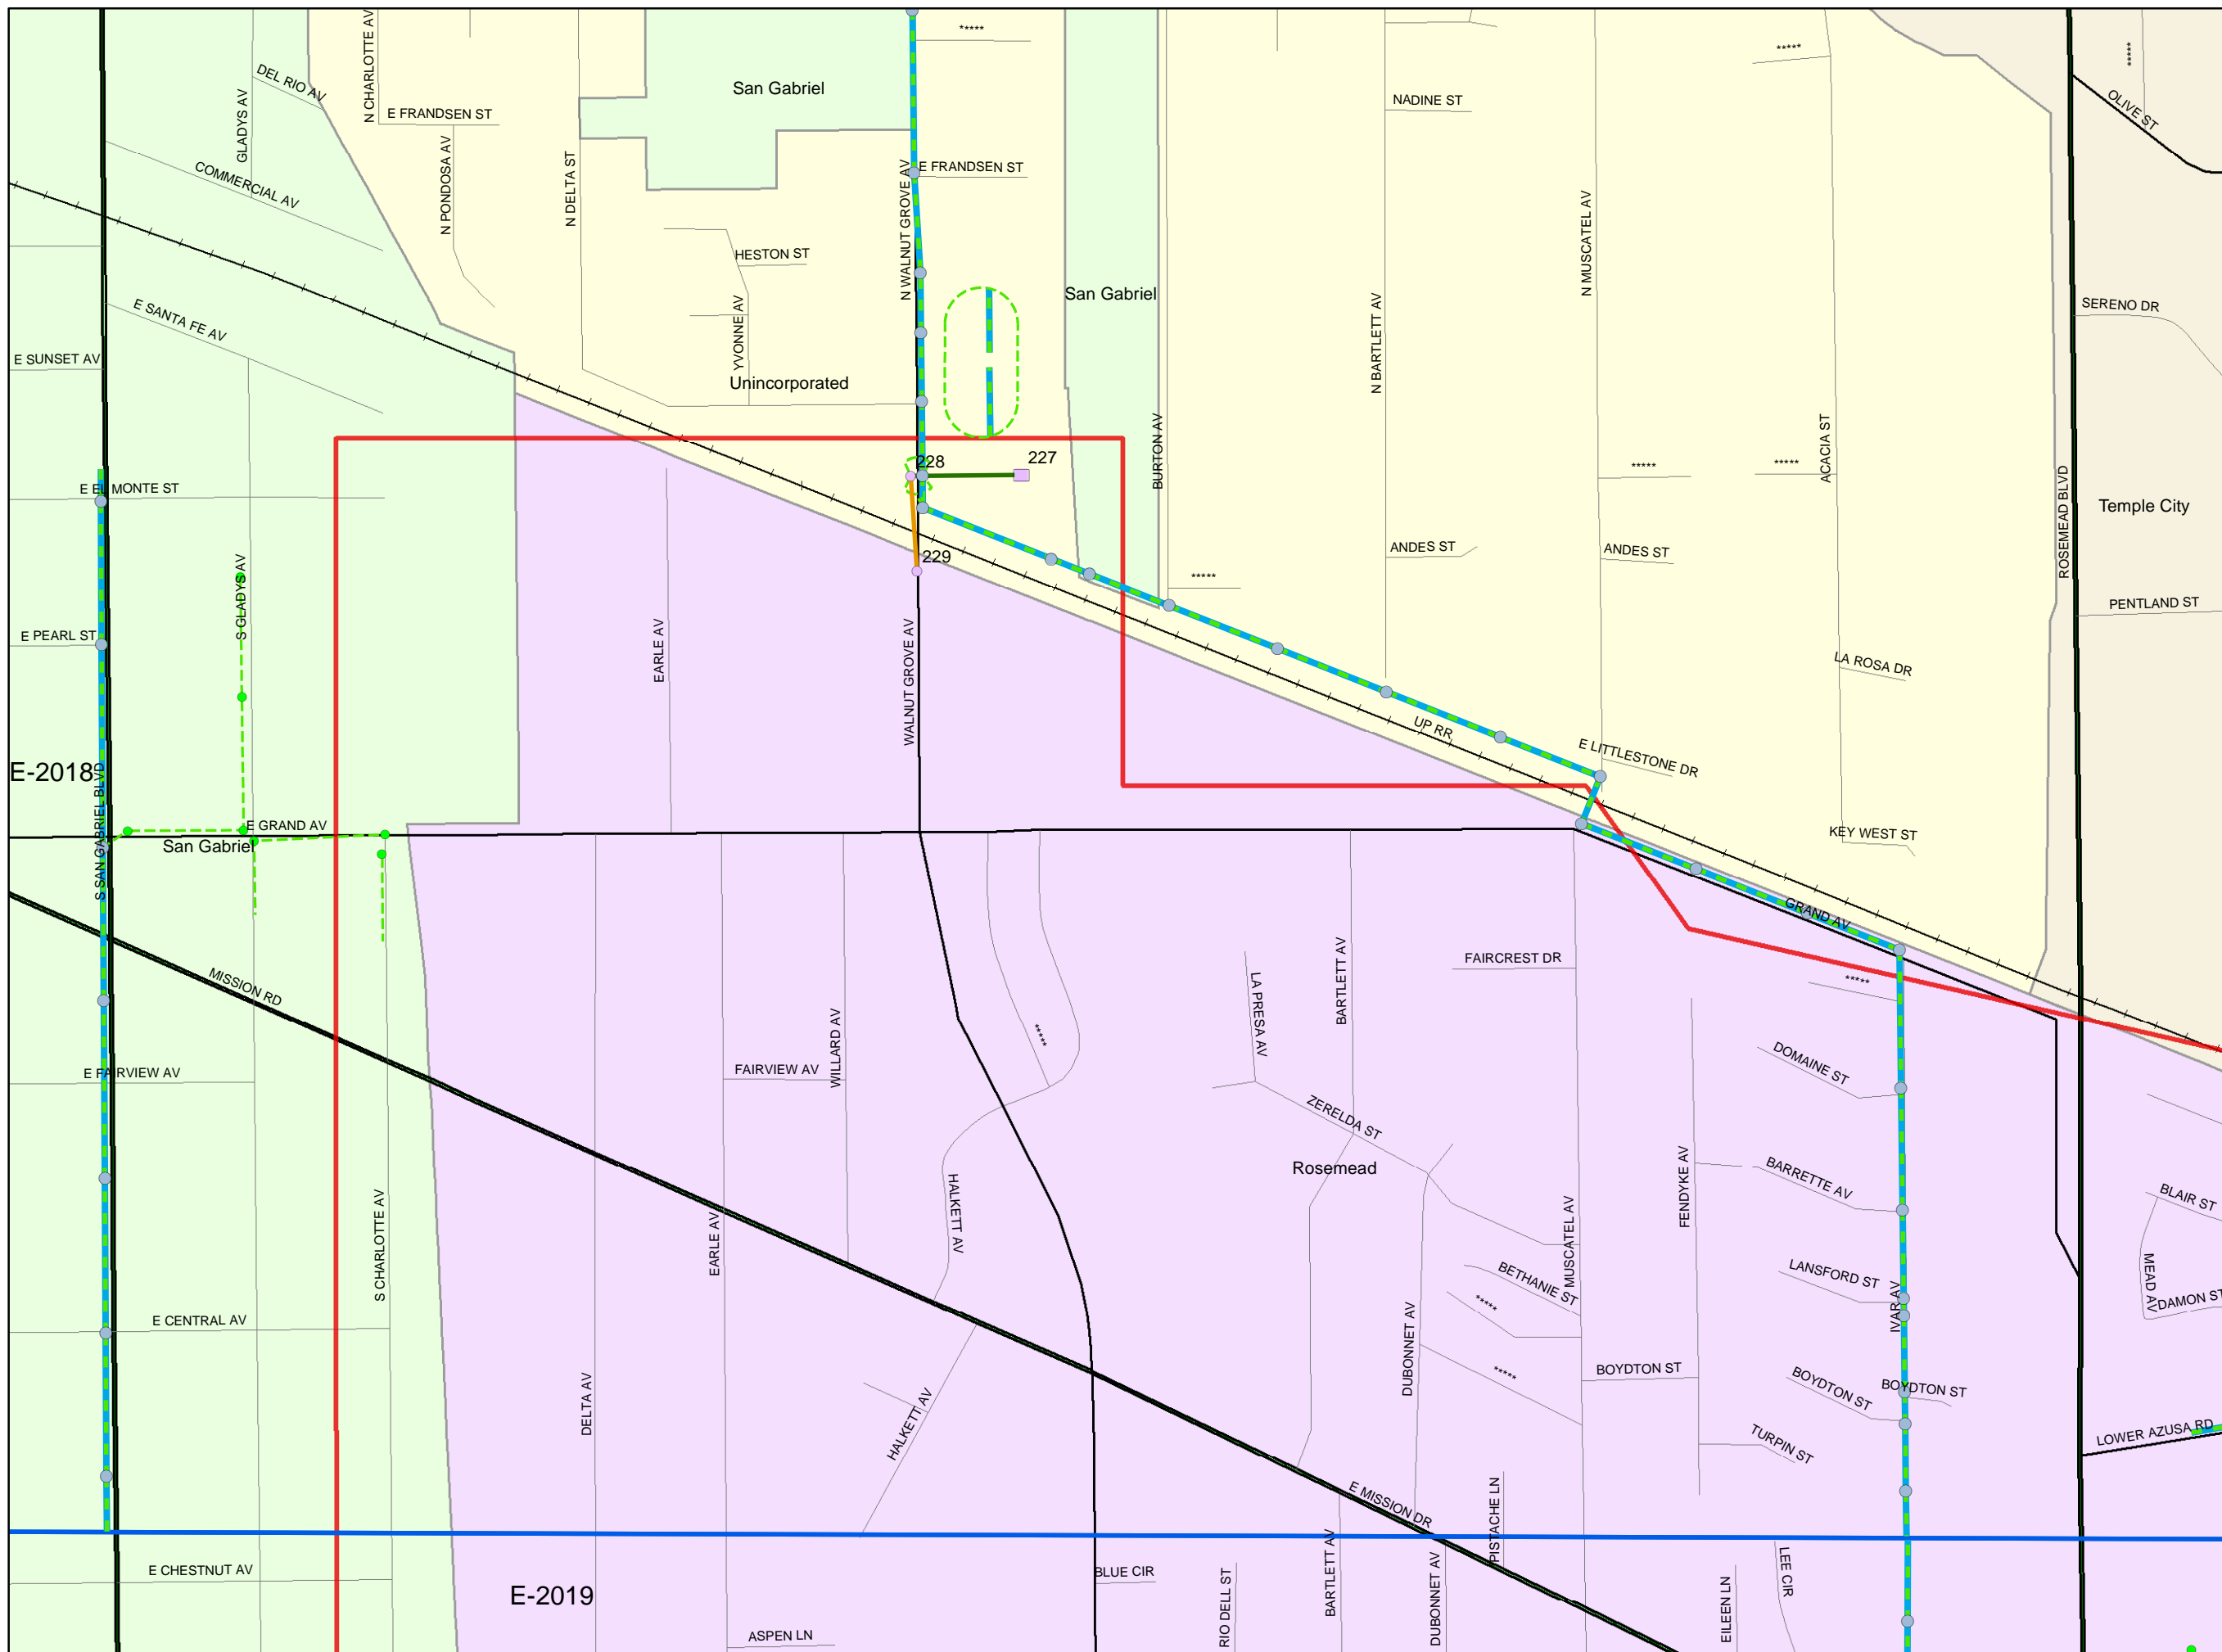 *****
*****
*****
N CHARLOTTE AV
DEL RIO AV
GLADYS AV
E FRANDSEN ST
San Gabriel
NADINE ST
OLIVE ST
COMMERCIAL AV
N PONDOSA AV
N DELTA ST
N WALNUT GROVE AV
E FRANDSEN ST
N MUSCATEL AV
HESTON ST
San Gabriel
N BARTLETT AV
SERENO DR
E SANTA FE AV
E SUNSET AV
YVONNE AV
Unincorporated
BURTON AV
ACACIA ST
228
227
*****
*****
E EL MONTE ST
ROSEMEAD BLVD
Temple City
229
ANDES ST
ANDES ST
*****
S GLADYS AV
E PEARL ST
EARLE AV
WALNUT GROVE AV
PENTLAND ST
LA ROSA DR
UP RR
E LITTLESTONE DR
E-2018
S SAN GABRIEL BLVD
E GRAND AV
San Gabriel
KEY WEST ST
GRAND AV
MISSION RD
FAIRCREST DR
BARTLETT AV
LA PRESA AV
*****
*****
WILLARD AV
E FAIRVIEW AV
FAIRVIEW AV
DOMAINE ST
ZERELDA ST
Rosemead
FENDYKE AV
BARRETTE AV
BLAIR ST
S CHARLOTTE AV
EARLE AV
HALKETT AV
MUSCATEL AV
BETHANIE ST
*****
LANSFORD ST
IVAR AV
MEAD AV
DAMON ST
E CENTRAL AV
DUBONNET AV
*****
BOYDTON ST
BOYDTON ST
BOYDTON ST
DELTA AV
HALKETT AV
TURPIN ST
LOWER AZUSA RD
E MISSION DR
PISTACHE LN
E CHESTNUT AV
E-2019
BLUE CIR
RIO DELL ST
BARTLETT AV
DUBONNET AV
EILEEN LN
LEE CIR
ASPEN LN